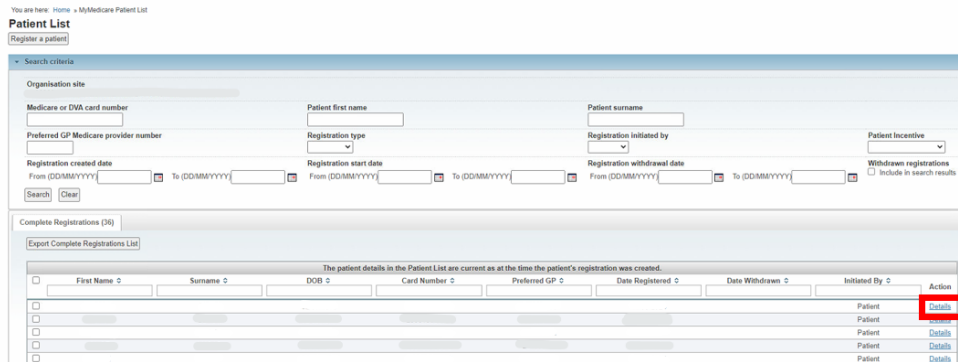 You are here: Home » MyMedicare Patient List
Patient List
Register a patient
Search criteria
Organisation site
Medicare or DVA card number Patient first name Patient surname
Preferred GP Medicare provider number Registration type Registration initiated by Patient Incentive
Registration created date Registration start date Registration withdrawal date Withdrawn registrations
From (DD/MM/YYYY) To (DD/MM/YYYY) From (DD/MM/YYYY) To (DD/MM/YYYY) From (DD/MM/YYYY) To (DD/MM/YYYY) Include in search results
Search Clear
Complete Registrations (36)
Export Complete Registrations List
The patient details in the Patient List are current as at the time the patient's registration was created.
First Name Surname DOB Card Number Preferred GP Date Registered Date Withdrawn Initiated By Action
Patient Details
Patient Details
Patient Details
Patient Details
Patient Details